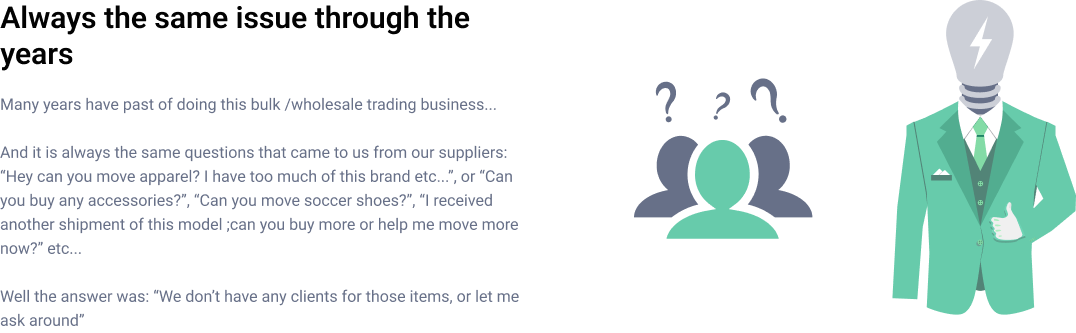 Always the same issue through the
years
Many years have past of doing this bulk /wholesale trading business...
And it is always the same questions that came to us from our suppliers:
“Hey can you move apparel? I have too much of this brand etc...”, or “Can
you buy any accessories?”, “Can you move soccer shoes?”, “I received
another shipment of this model ;can you buy more or help me move more
now?” etc...
Well the answer was: “We don’t have any clients for those items, or let me
ask around”
? ? ?